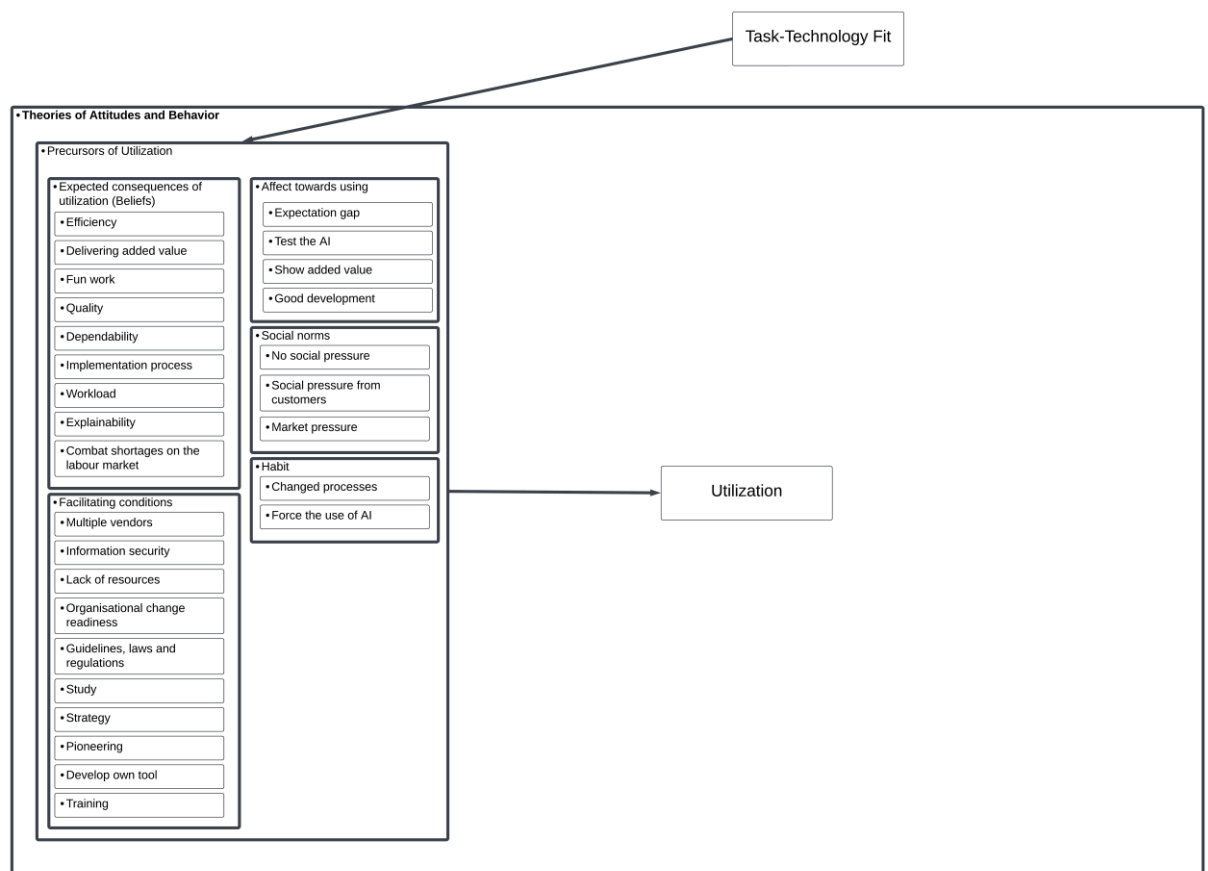 Task-Technology Fit
•Theories of Attitudes and Behavior
•Precursors of Utilization
•Expected consequences of
utilization (Beliefs)
•Efficiency
•Delivering added value
•Fun work
•Quality
•Dependability
•Implementation process
•Workload
•Explainability
•Combat shortages on the
labour market
•Facilitating conditions
•Multiple vendors
•Information security
•Lack of resources
•Organisational change
readiness
•Guidelines, laws and
regulations
•Study
•Strategy
•Pioneering
•Develop own tool
•Training
•Affect towards using
•Expectation gap
•Test the AI
•Show added value
•Good development
•Social norms
•No social pressure
•Social pressure from
customers
•Market pressure
•Habit
•Changed processes
•Force the use of AI
Utilization